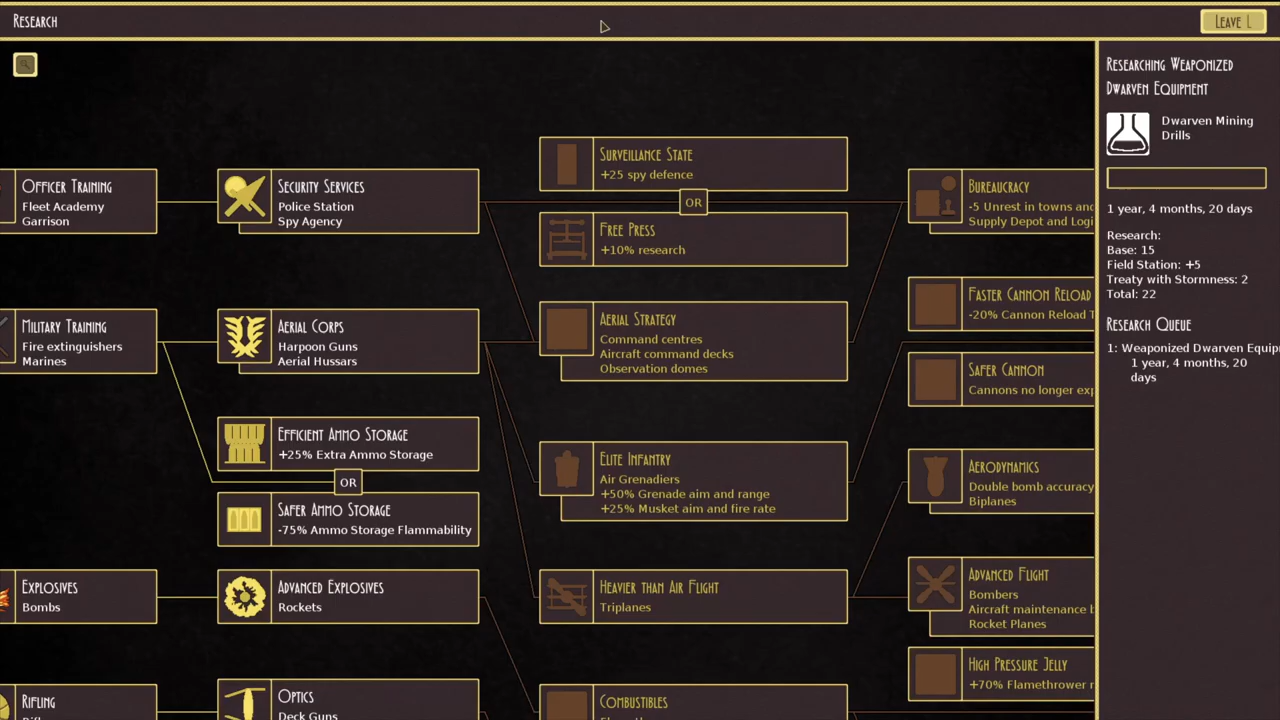 Research
Leave L
Officer Training
Fleet Academy
Garrison
Military Training
Fire extinguishers
Marines
Explosives
Bombs
Rifling
Security Services
Police Station
Spy Agency
Aerial Corps
Harpoon Guns
Aerial Hussars
Efficient Ammo Storage
+25% Extra Ammo Storage
OR
Safer Ammo Storage
-75% Ammo Storage Flammability
Advanced Explosives
Rockets
Optics
Deck Guns
Surveillance State
+25 spy defence
OR
Free Press
+10% research
Aerial Strategy
Command centres
Aircraft command decks
Observation domes
Elite Infantry
Air Grenadiers
+50% Grenade aim and range
+25% Musket aim and fire rate
Heavier than Air Flight
Triplanes
Combustibles
Bureaucracy
-5 Unrest in towns and
Supply Depot and Logi
Faster Cannon Reload
-20% Cannon Reload T
Safer Cannon
Cannons no longer exp
Aerodynamics
Double bomb accuracy
Biplanes
Advanced Flight
Bombers
Aircraft maintenance b
Rocket Planes
High Pressure Jelly
+70% Flamethrower r
Researching Weaponized
Dwarven Equipment
Dwarven Mining
Drills
1 year, 4 months, 20 days
Research:
Base: 15
Field Station: +5
Treaty with Stormness: 2
Total: 22
Research Queue
1: Weaponized Dwarven Equip
1 year, 4 months, 20
days